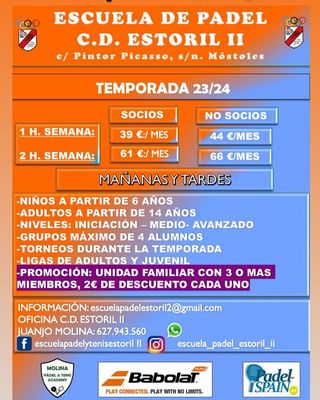 ESCUELA DE PADEL
C.D. ESTORIL II
c/ Pintor Picasso, s/n. Móstoles
TEMPORADA 23/24
SOCIOS NO SOCIOS
1 H. SEMANA: 39 €:/ MES 44 €/MES
2 H. SEMANA: 61 €:/ MES 66 €/MES
MAÑANAS Y TARDES
-NIÑOS A PARTIR DE 6 AÑOS
-ADULTOS A PARTIR DE 14 AÑOS
-NIVELES: INICIACIÓN – MEDIO- AVANZADO
-GRUPOS MÁXIMO DE 4 ALUMNOS
-TORNEOS DURANTE LA TEMPORADA
-LIGAS DE ADULTOS Y JUVENIL
-PROMOCIÓN: UNIDAD FAMILIAR CON 3 O MAS
MIEMBROS, 2€ DE DESCUENTO CADA UNO
INFORMACIÓN: escuelapadelestoril2@gmail.com
OFICINA C.D. ESTORIL II
JUANJO MOLINA: 627.943.560
escuelapadelytenisestoril II escuela_padel_estoril_ii
MOLINA
PÁDEL & TENIS
ACADEMY
Babolat
PLAY CONNECTED. PLAY WITH NO LIMITS.
Padel
SPAIN